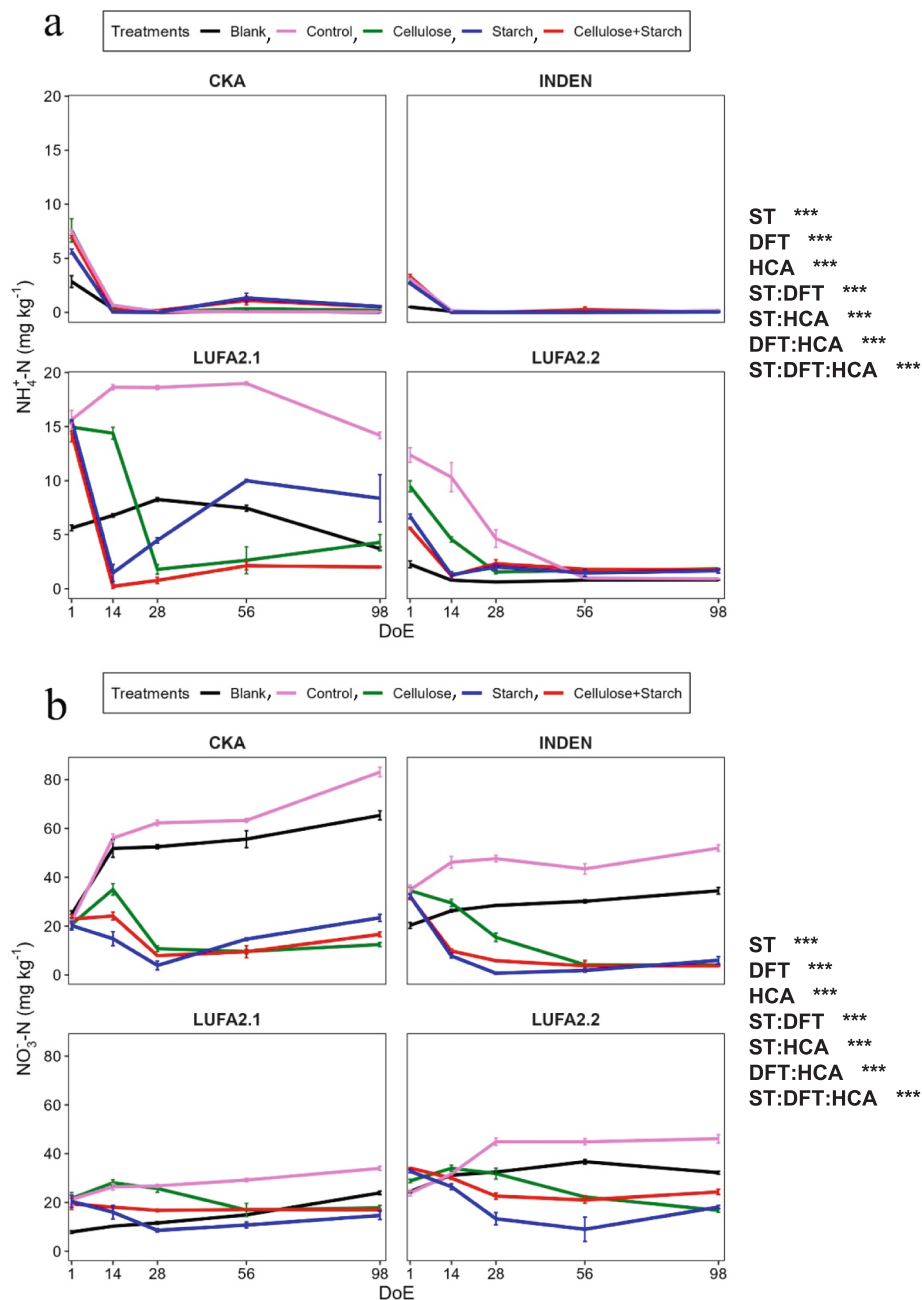 a
Treatments Blank, Control, Cellulose, Starch, Cellulose+Starch
CKA INDEN
20
15
10
5
0
LUFA2.1 LUFA2.2
20
15
10
5
0
NH₄⁺-N (mg kg⁻¹)
1 14 28 56 98 1 14 28 56 98
DoE
ST ***
DFT ***
HCA ***
ST:DFT ***
ST:HCA ***
DFT:HCA ***
ST:DFT:HCA ***
b
Treatments Blank, Control, Cellulose, Starch, Cellulose+Starch
CKA INDEN
80
60
40
20
0
LUFA2.1 LUFA2.2
80
60
40
20
0
NO₃⁻-N (mg kg⁻¹)
1 14 28 56 98 1 14 28 56 98
DoE
ST ***
DFT ***
HCA ***
ST:DFT ***
ST:HCA ***
DFT:HCA ***
ST:DFT:HCA ***